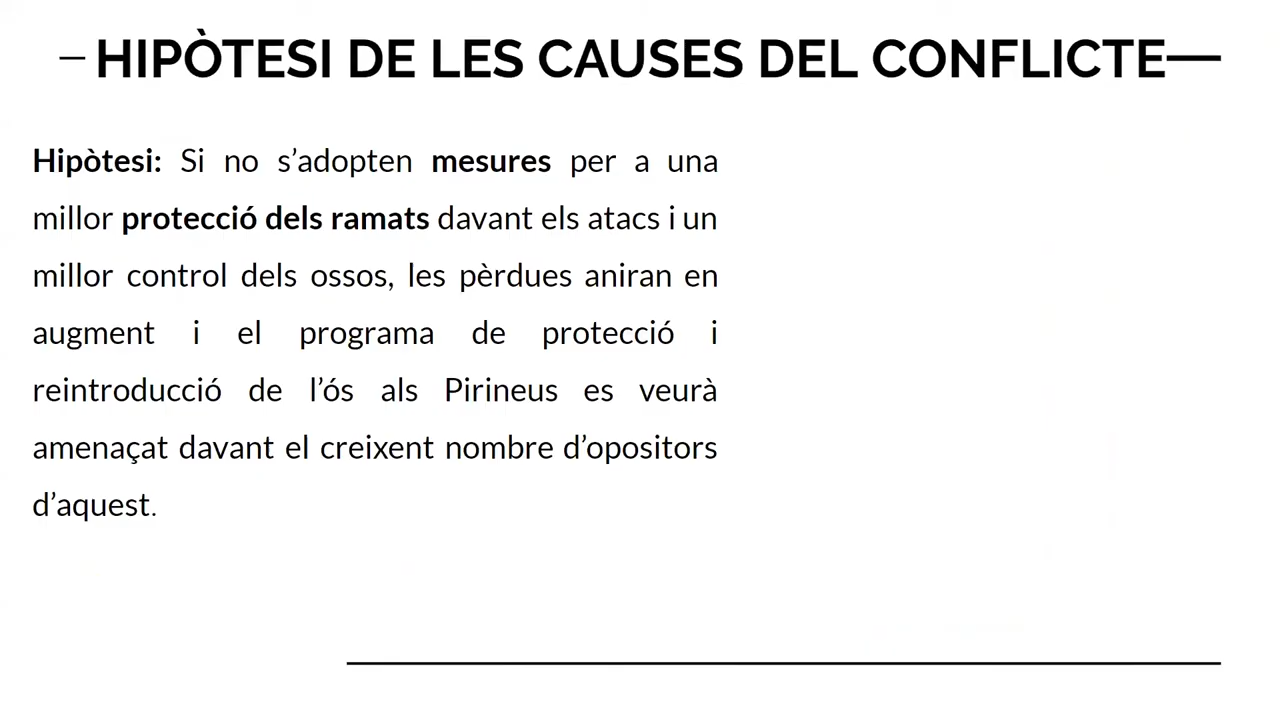 HIPÒTESI DE LES CAUSES DEL CONFLICTE
Hipòtesi: Si no s’adopten mesures per a una
millor protecció dels ramats davant els atacs i un
millor control dels ossos, les pèrdues aniran en
augment i el programa de protecció i
reintroducció de l’ós als Pirineus es veurà
amenaçat davant el creixent nombre d’opositors
d’aquest.